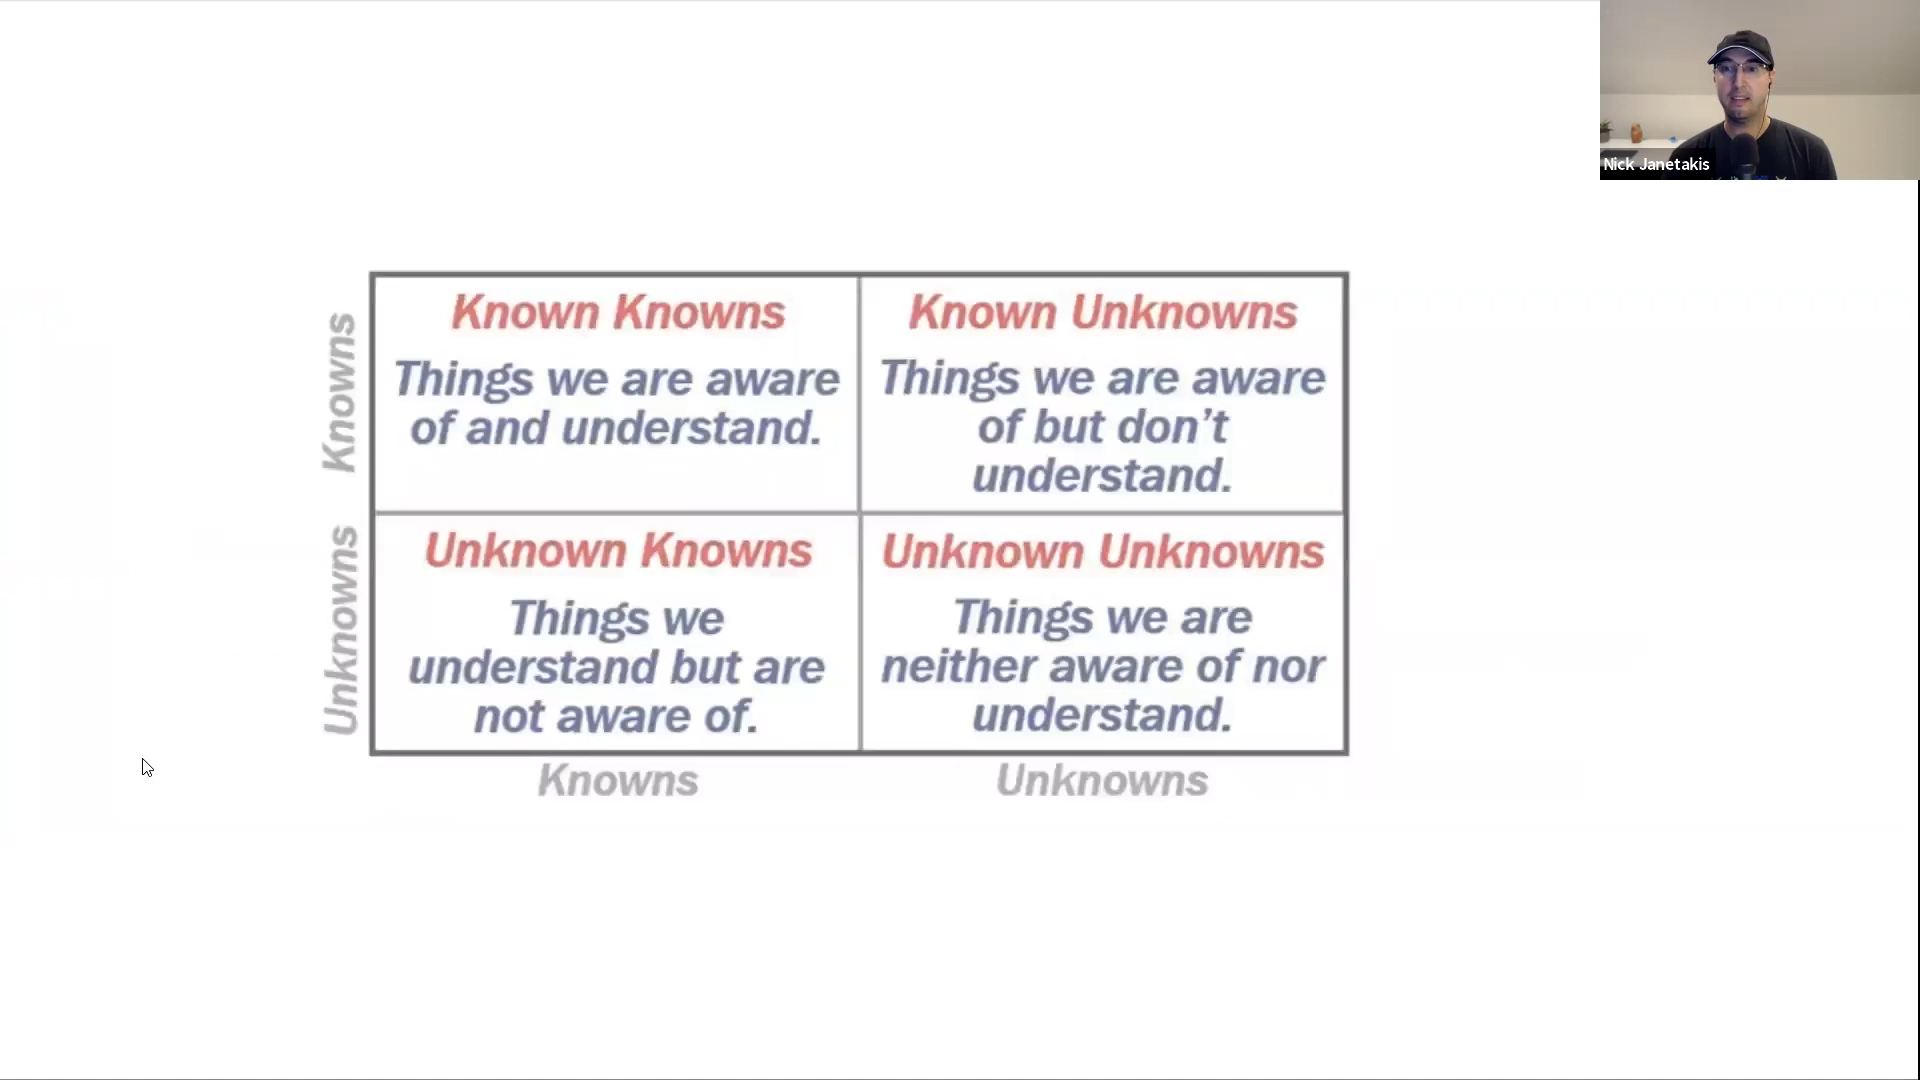 Nick Janetakis
Knowns
Known Knowns
Things we are aware
of and understand.
Known Unknowns
Things we are aware
of but don’t
understand.
Unknowns
Unknown Knowns
Things we
understand but are
not aware of.
Unknown Unknowns
Things we are
neither aware of nor
understand.
Knowns
Unknowns